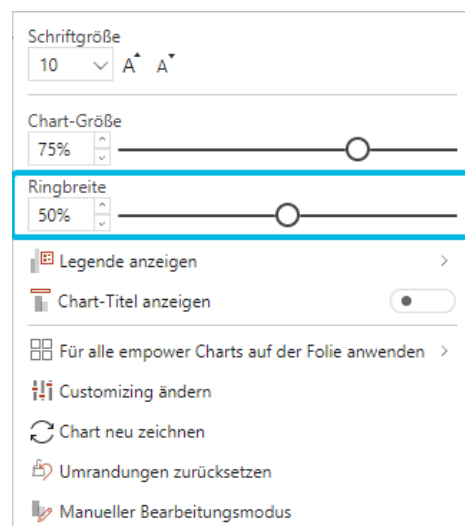 Schriftgröße
10 A A
Chart-Größe
75%
Ringbreite
50%
Legende anzeigen
Chart-Titel anzeigen
Für alle empower Charts auf der Folie anwenden
Customizing ändern
Chart neu zeichnen
Umrandungen zurücksetzen
Manueller Bearbeitungsmodus